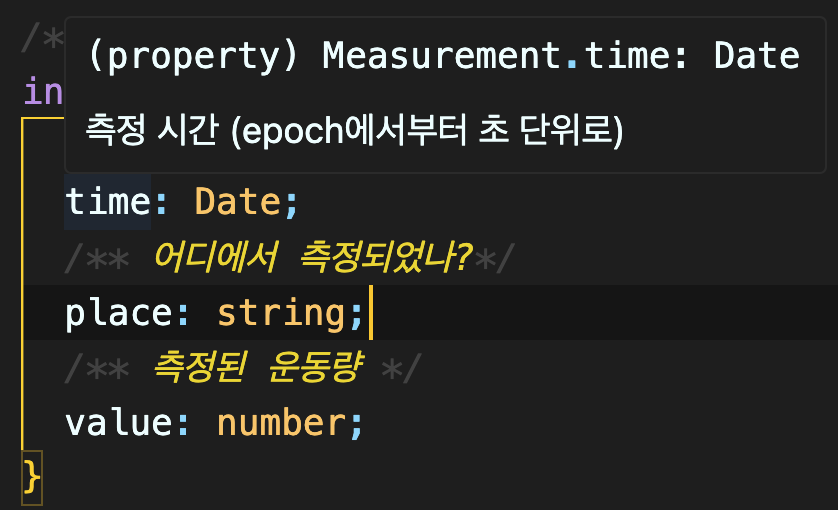 /*
(property) Measurement.time: Date
in
측정 시간 (epoch에서부터 초 단위로)
time: Date;
/** 어디에서 측정되었나?*/
place: string;
/** 측정된 운동량 */
value: number;
}